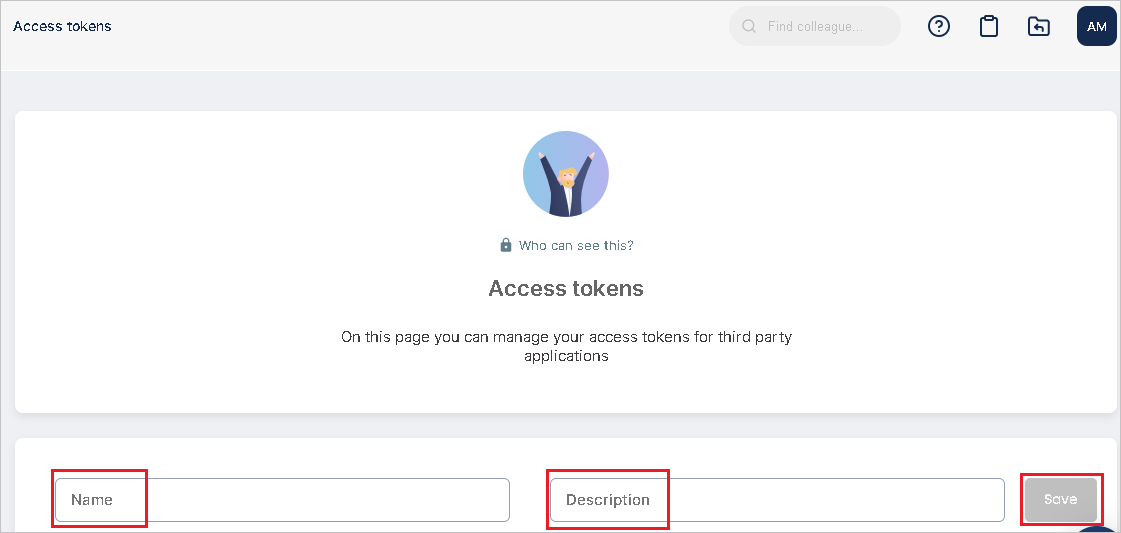 Access tokens
Find colleague...
AM
Who can see this?
Access tokens
On this page you can manage your access tokens for third party
applications
Name
Description
Save